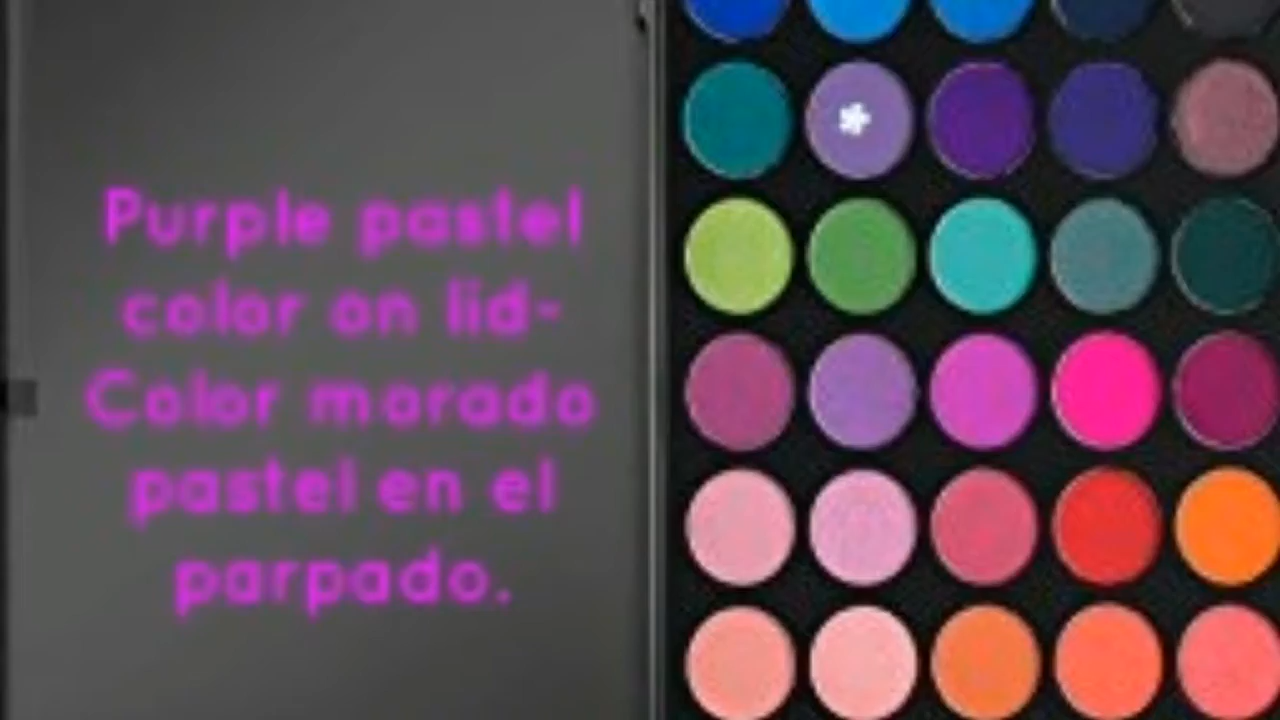 Purple pastel
color on lid-
Color morado
pastel en el
parpado.